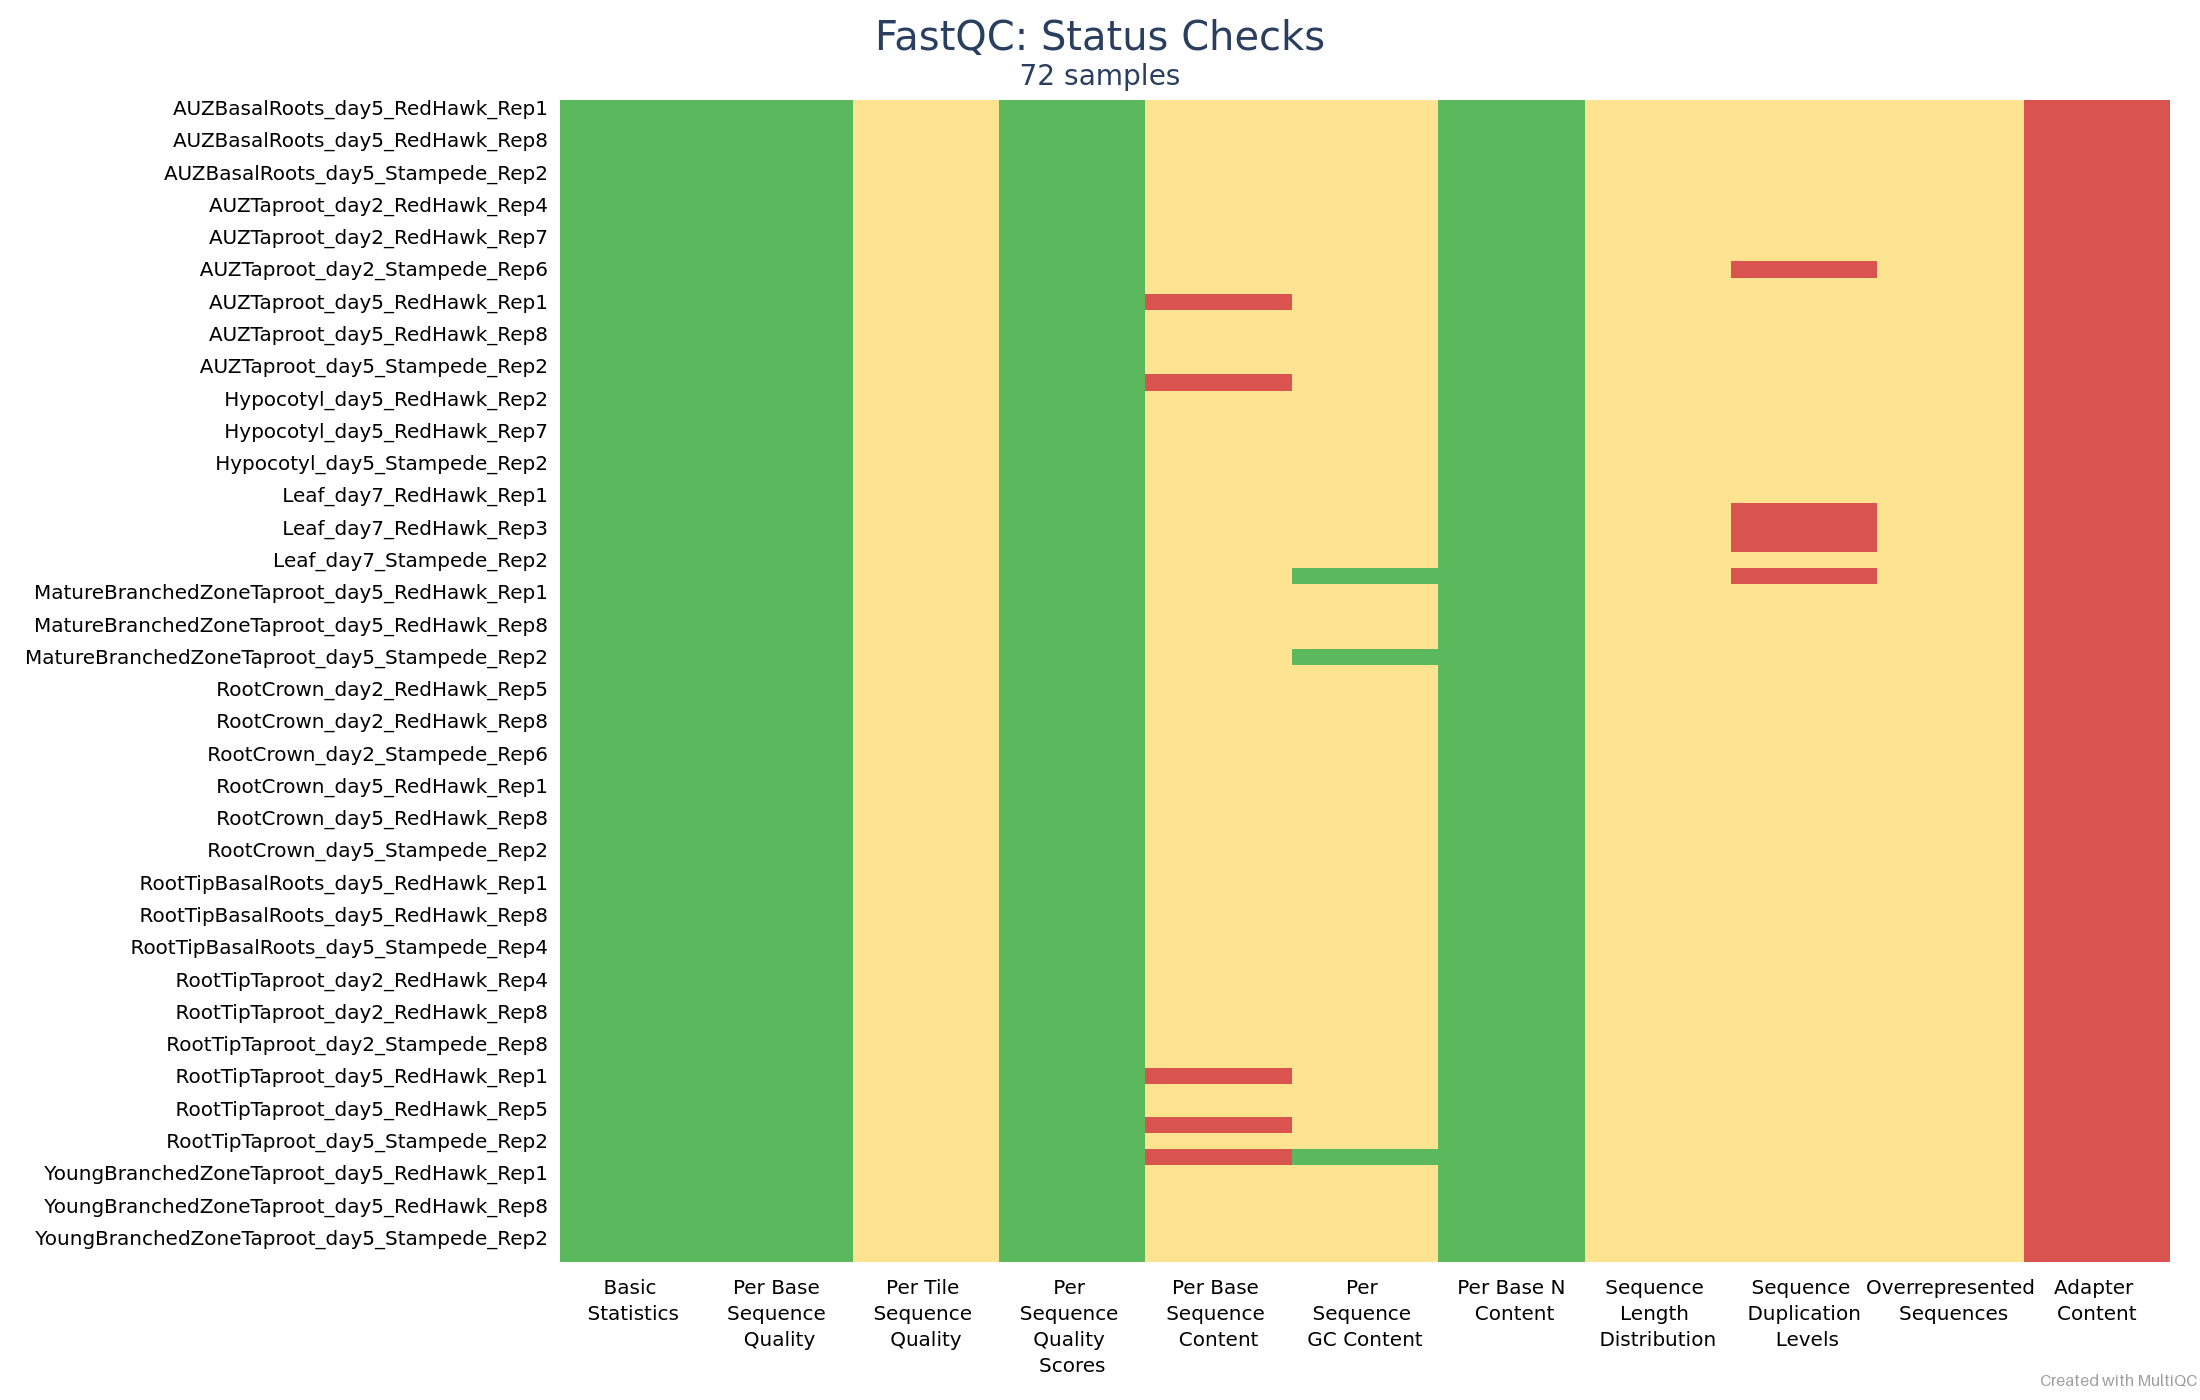 FastQC: Status Checks
72 samples
AUZBasalRoots_day5_RedHawk_Rep1
AUZBasalRoots_day5_RedHawk_Rep8
AUZBasalRoots_day5_Stampede_Rep2
AUZTaproot_day2_RedHawk_Rep4
AUZTaproot_day2_RedHawk_Rep7
AUZTaproot_day2_Stampede_Rep6
AUZTaproot_day5_RedHawk_Rep1
AUZTaproot_day5_RedHawk_Rep8
AUZTaproot_day5_Stampede_Rep2
Hypocotyl_day5_RedHawk_Rep2
Hypocotyl_day5_RedHawk_Rep7
Hypocotyl_day5_Stampede_Rep2
Leaf_day7_RedHawk_Rep1
Leaf_day7_RedHawk_Rep3
Leaf_day7_Stampede_Rep2
MatureBranchedZoneTaproot_day5_RedHawk_Rep1
MatureBranchedZoneTaproot_day5_RedHawk_Rep8
MatureBranchedZoneTaproot_day5_Stampede_Rep2
RootCrown_day2_RedHawk_Rep5
RootCrown_day2_RedHawk_Rep8
RootCrown_day2_Stampede_Rep6
RootCrown_day5_RedHawk_Rep1
RootCrown_day5_RedHawk_Rep8
RootCrown_day5_Stampede_Rep2
RootTipBasalRoots_day5_RedHawk_Rep1
RootTipBasalRoots_day5_RedHawk_Rep8
RootTipBasalRoots_day5_Stampede_Rep4
RootTipTaproot_day2_RedHawk_Rep4
RootTipTaproot_day2_RedHawk_Rep8
RootTipTaproot_day2_Stampede_Rep8
RootTipTaproot_day5_RedHawk_Rep1
RootTipTaproot_day5_RedHawk_Rep5
RootTipTaproot_day5_Stampede_Rep2
YoungBranchedZoneTaproot_day5_RedHawk_Rep1
YoungBranchedZoneTaproot_day5_RedHawk_Rep8
YoungBranchedZoneTaproot_day5_Stampede_Rep2
Basic
Statistics
Per Base
Sequence
Quality
Per Tile
Sequence
Quality
Per
Sequence
Quality
Scores
Per Base
Sequence
Content
Per
Sequence
GC Content
Per Base N
Content
Sequence
Length
Distribution
Sequence
Duplication
Levels
Overrepresented
Sequences
Adapter
Content
Created with MultiQC